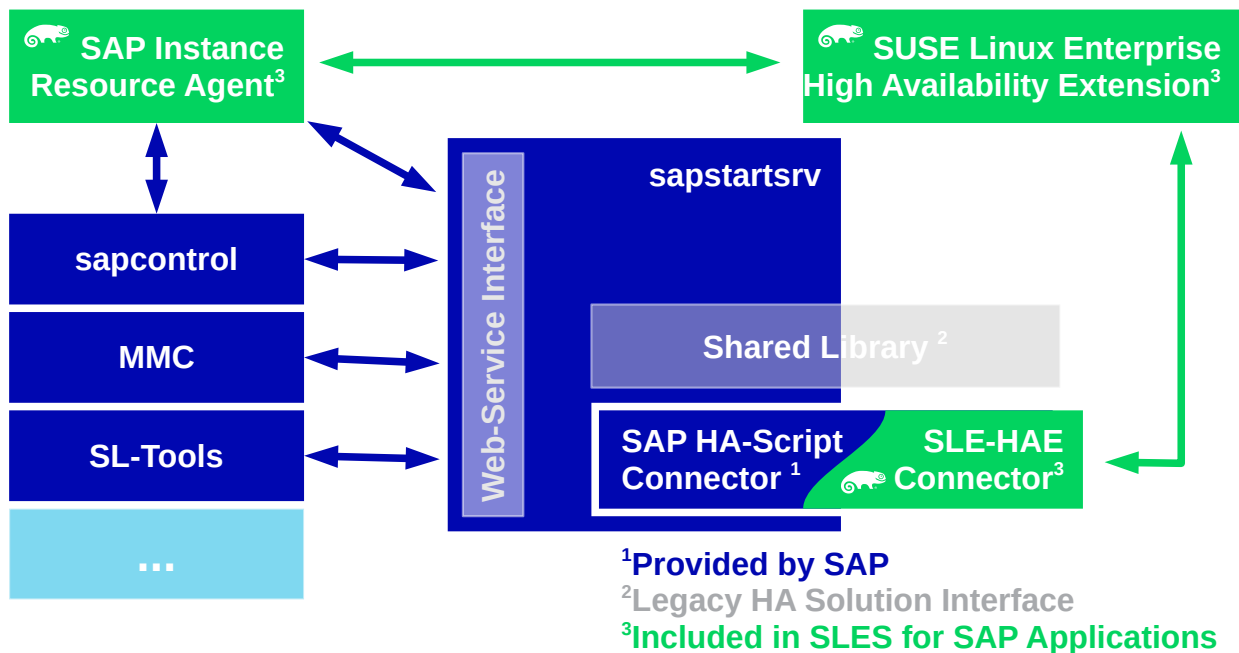 SAP Instance
Resource Agent³
SUSE Linux Enterprise
High Availability Extension³
sapstartsrv
Web-Service Interface
sapcontrol
MMC
SL-Tools
...
Shared Library ²
SAP HA-Script
Connector ¹
SLE-HAE
Connector³
¹Provided by SAP
²Legacy HA Solution Interface
³Included in SLES for SAP Applications